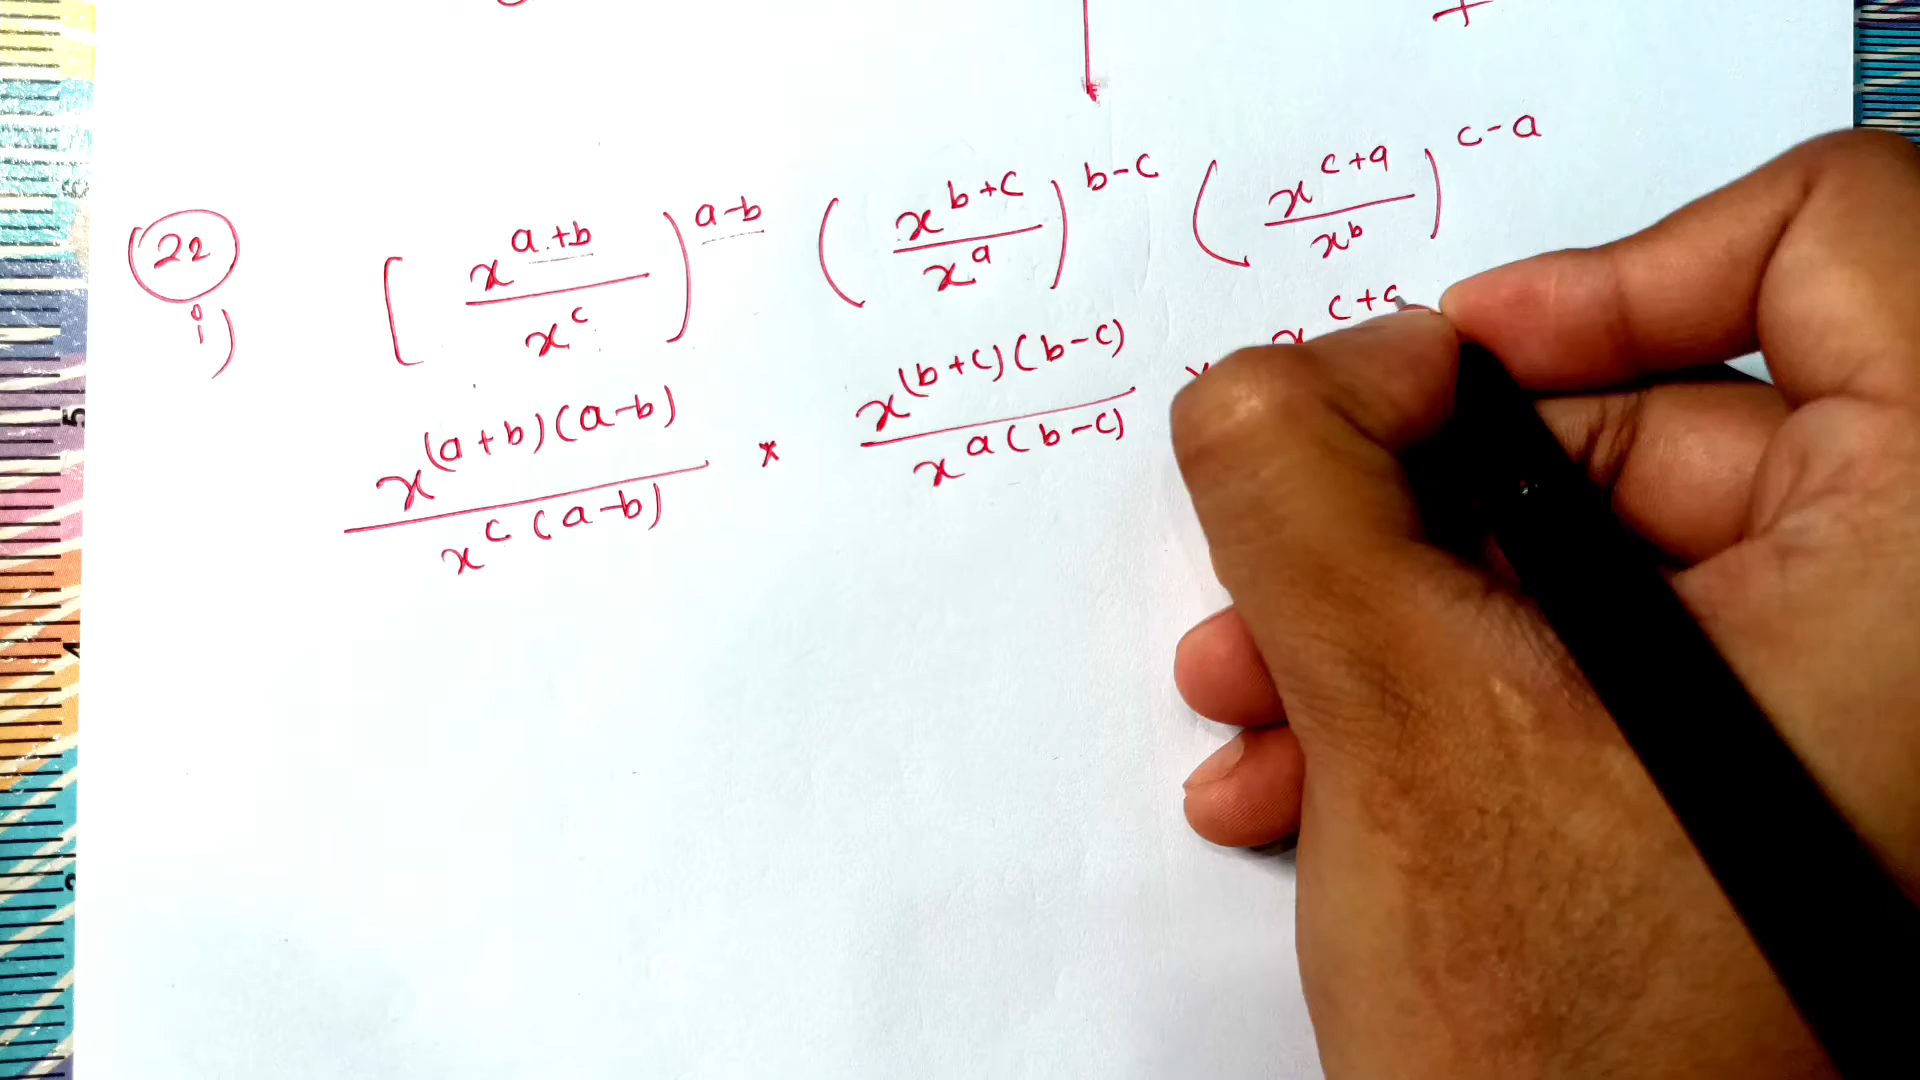 22
i) [ x^(a+b) / x^c )^(a-b) ( x^(b+c) / x^a )^(b-c) ( x^(c+a) / x^b )^(c-a)
x^((a+b)(a-b)) / x^(c(a-b)) * x^((b+c)(b-c)) / x^(a(b-c)) x^(c+